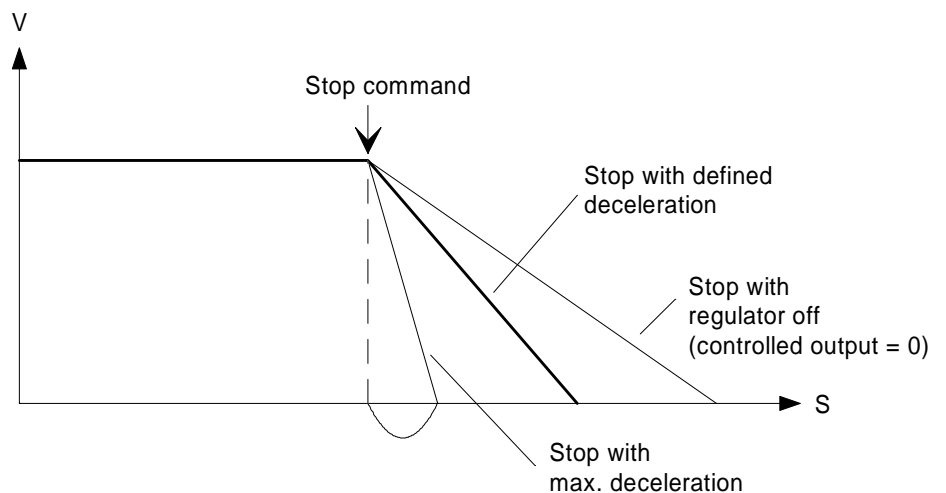 V
Stop command
Stop with defined
deceleration
Stop with
regulator off
(controlled output = 0)
S
Stop with
max. deceleration